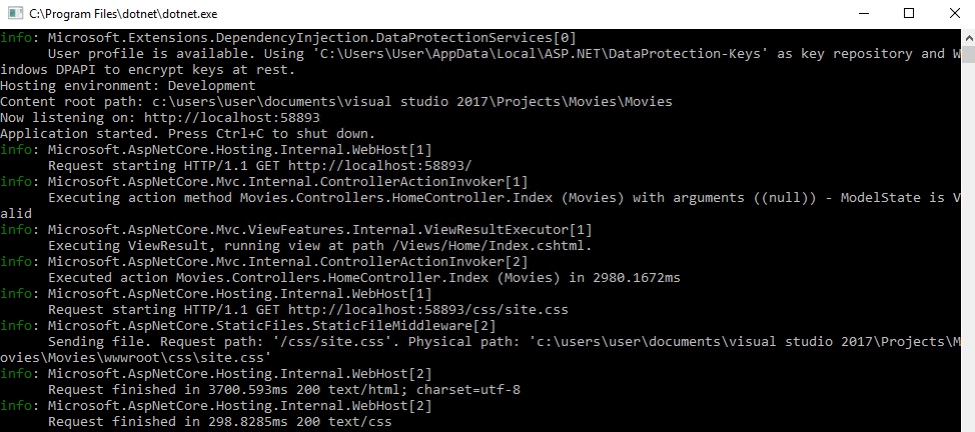 C:\Program Files\dotnet\dotnet.exe
info: Microsoft.Extensions.DependencyInjection.DataProtectionServices[0]
User profile is available. Using 'C:\Users\User\AppData\Local\ASP.NET\DataProtection-Keys' as key repository and W
indows DPAPI to encrypt keys at rest.
Hosting environment: Development
Content root path: c:\users\user\documents\visual studio 2017\Projects\Movies\Movies
Now listening on: http://localhost:58893
Application started. Press Ctrl+C to shut down.
info: Microsoft.AspNetCore.Hosting.Internal.WebHost[1]
Request starting HTTP/1.1 GET http://localhost:58893/
info: Microsoft.AspNetCore.Mvc.Internal.ControllerActionInvoker[1]
Executing action method Movies.Controllers.HomeController.Index (Movies) with arguments ((null)) - ModelState is V
alid
info: Microsoft.AspNetCore.Mvc.ViewFeatures.Internal.ViewResultExecutor[1]
Executing ViewResult, running view at path /Views/Home/Index.cshtml.
info: Microsoft.AspNetCore.Mvc.Internal.ControllerActionInvoker[2]
Executed action Movies.Controllers.HomeController.Index (Movies) in 2980.1672ms
info: Microsoft.AspNetCore.Hosting.Internal.WebHost[1]
Request starting HTTP/1.1 GET http://localhost:58893/css/site.css
info: Microsoft.AspNetCore.StaticFiles.StaticFileMiddleware[2]
Sending file. Request path: '/css/site.css'. Physical path: 'c:\users\user\documents\visual studio 2017\Projects\M
ovies\Movies\wwwroot\css\site.css'
info: Microsoft.AspNetCore.Hosting.Internal.WebHost[2]
Request finished in 3700.593ms 200 text/html; charset=utf-8
info: Microsoft.AspNetCore.Hosting.Internal.WebHost[2]
Request finished in 298.8285ms 200 text/css